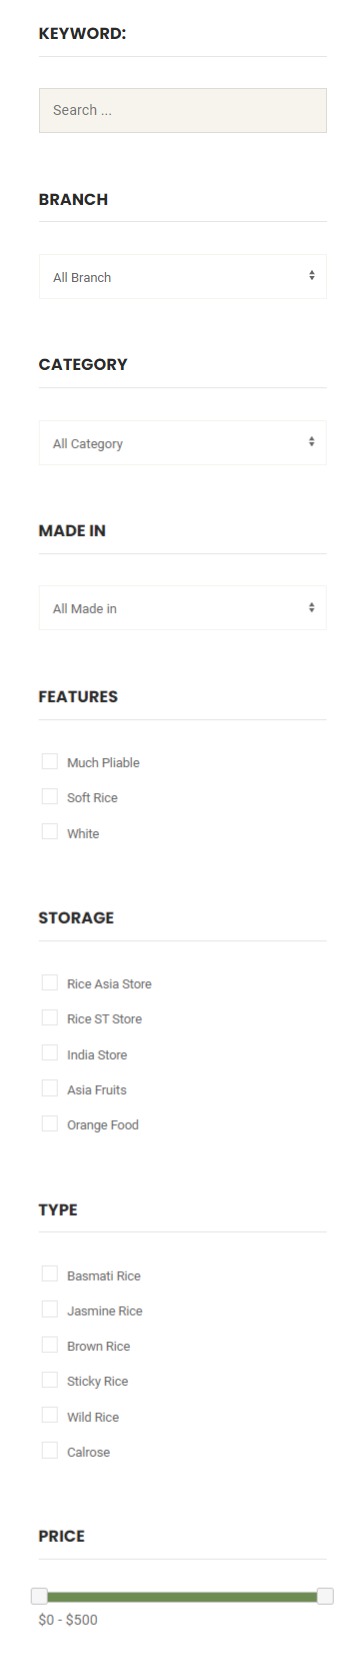 KEYWORD:
Search ...
BRANCH
All Branch
CATEGORY
All Category
MADE IN
All Made in
FEATURES
Much Pliable
Soft Rice
White
STORAGE
Rice Asia Store
Rice ST Store
India Store
Asia Fruits
Orange Food
TYPE
Basmati Rice
Jasmine Rice
Brown Rice
Sticky Rice
Wild Rice
Calrose
PRICE
$0 - $500